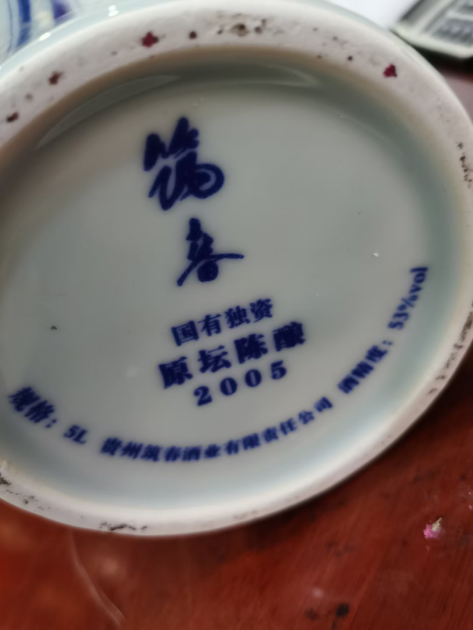 筑
春
国有独资
原坛陈酿
2005
规格：5L 贵州筑春酒业有限责任公司 酒精度：53%vol